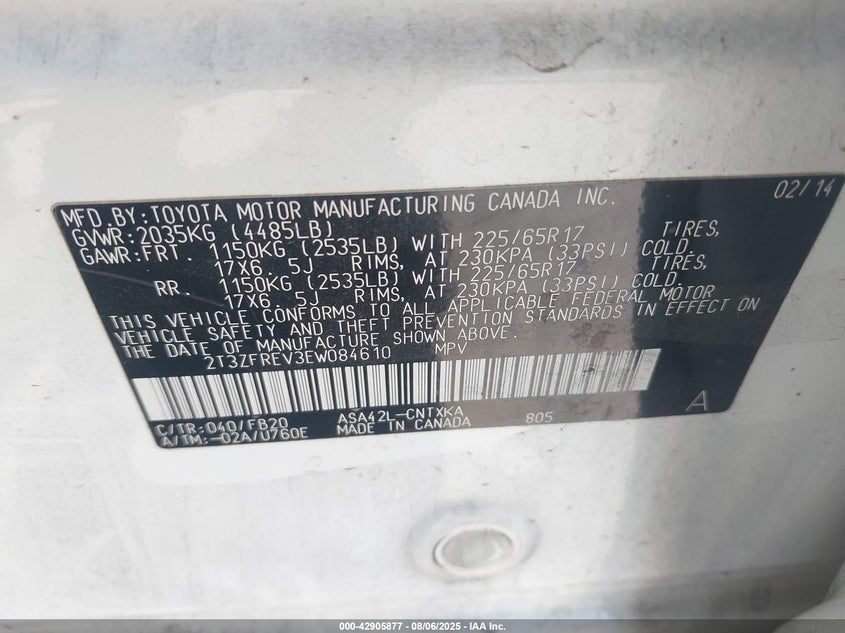 MFD.BY:TOYOTA MOTOR MANUFACTURING CANADA INC. 02/14
GVWR:2035KG (4485LB)
GAWR:FRT. 1150KG (2535LB) WITH 225/65R17 TIRES,
17X6. 5J RIMS, AT 230KPA (33PSI) COLD.
RR. 1150KG (2535LB) WITH 225/65R17 TIRES,
17X6. 5J RIMS, AT 230KPA (33PSI) COLD.
THIS VEHICLE CONFORMS TO ALL APPLICABLE FEDERAL MOTOR
VEHICLE SAFETY AND THEFT PREVENTION STANDARDS IN EFFECT ON
THE DATE OF MANUFACTURE SHOWN ABOVE.
2T3ZFREV3EW084610 MPV
C/TR:040/FB20 ASA42L-CNTXKA 805 A
A/TM:-02A/U760E MADE IN CANADA
000-42905877 - 08/06/2025 - IAA Inc.